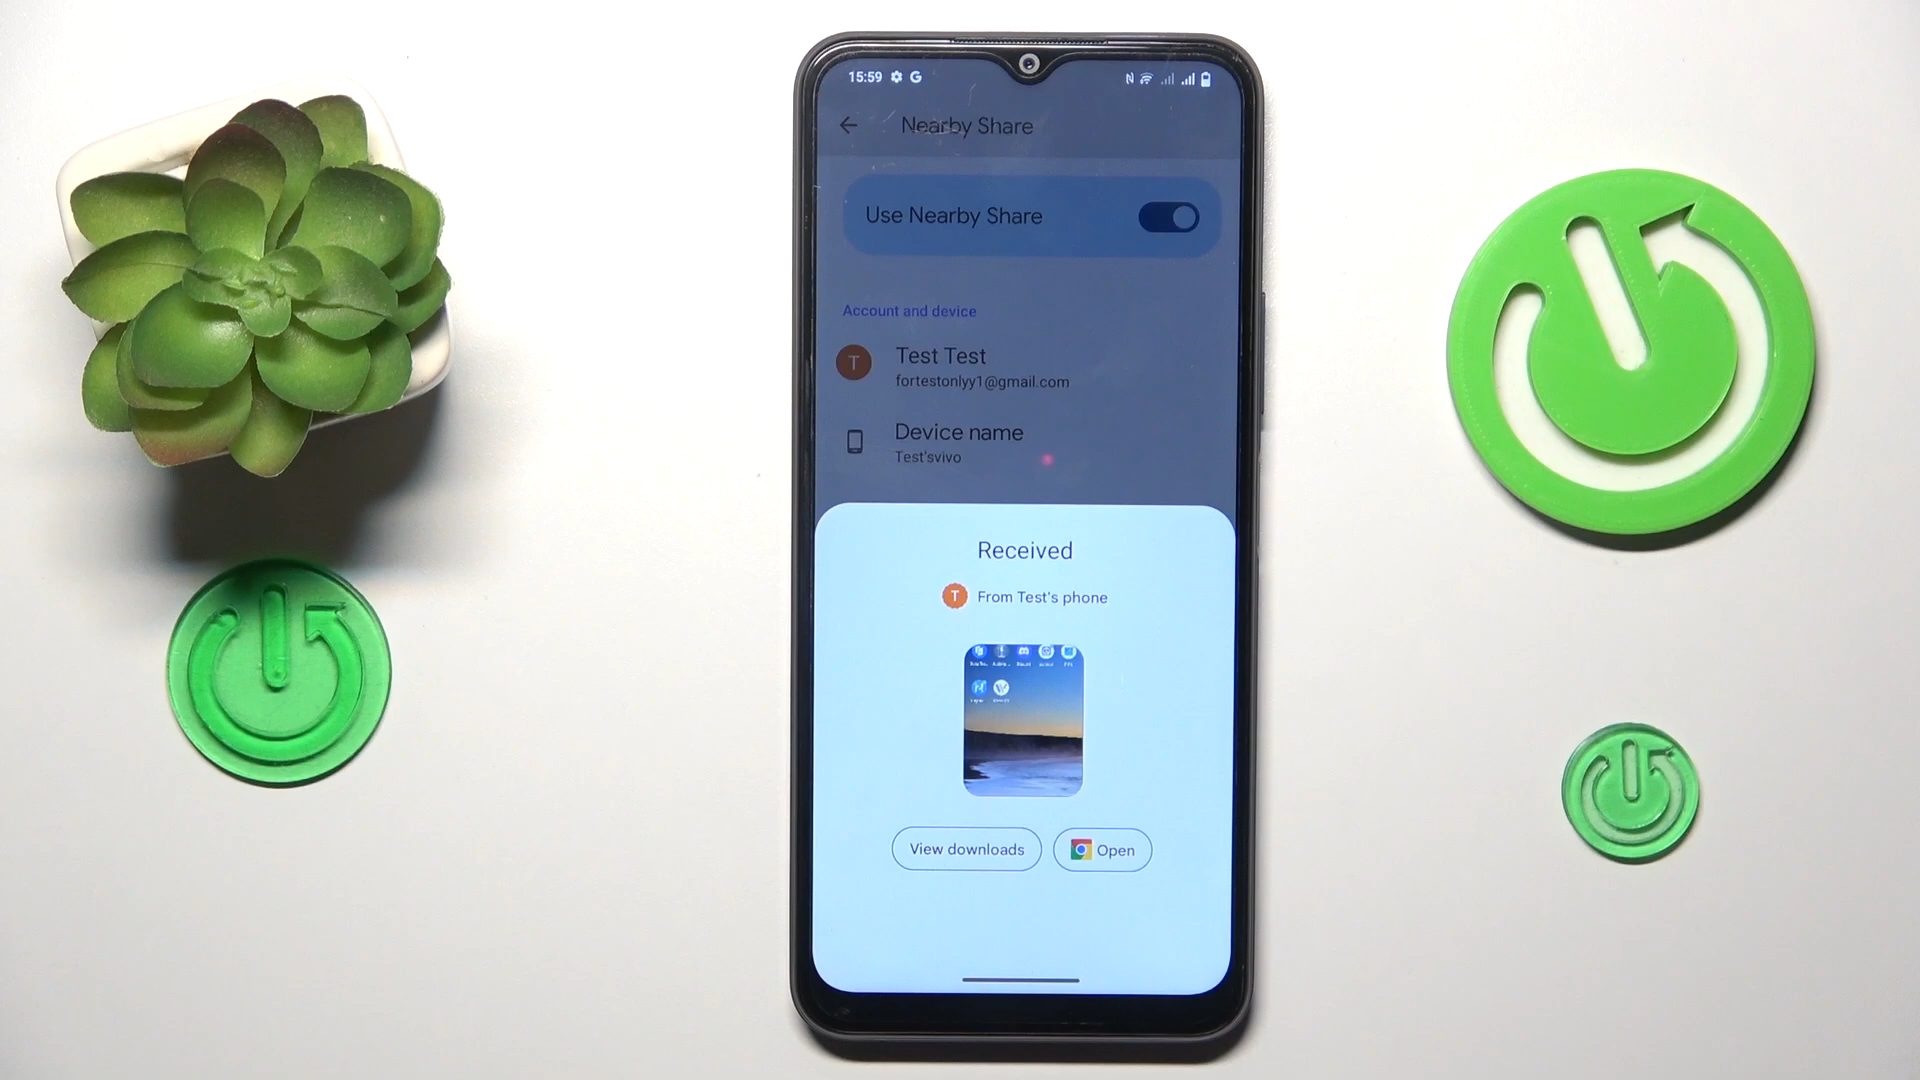 15:59
Nearby Share
Use Nearby Share
Account and device
T
Test Test
fortestonlyy1@gmail.com
Device name
Test'svivo
Received
T From Test's phone
View downloads
Open